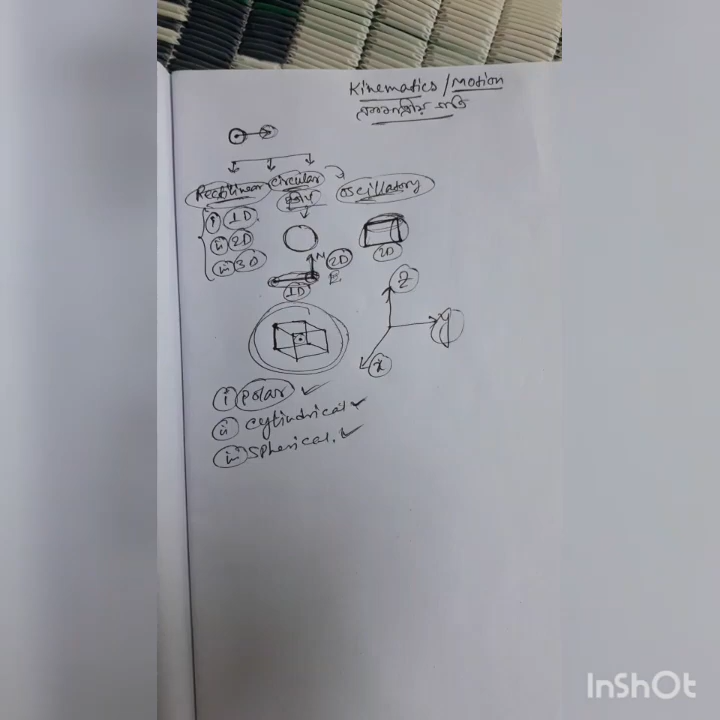 Kinematics / Motion
গতি
Rectilinear circular oscillatory
i 1D
ii 2D
iii 3D
N 2D
E
1D
2D
z
y
x
i polar
ii cylindrical
iii spherical.
InShOt